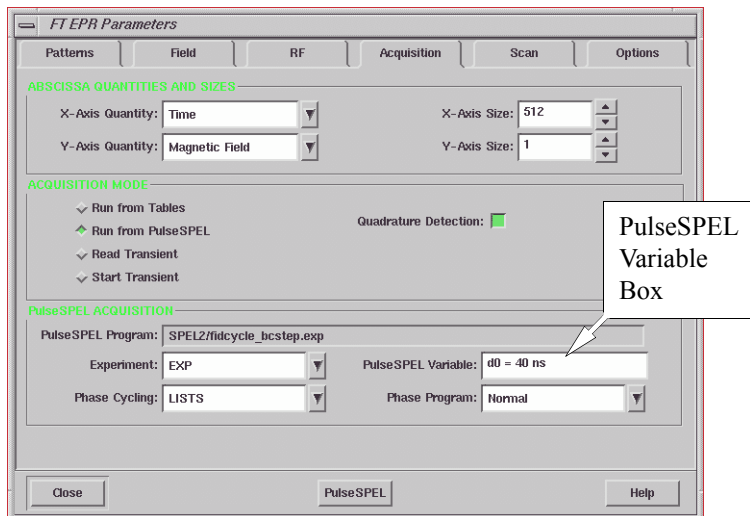 FT EPR Parameters
Patterns Field RF Acquisition Scan Options
ABSCISSA QUANTITIES AND SIZES
X-Axis Quantity: Time X-Axis Size: 512
Y-Axis Quantity: Magnetic Field Y-Axis Size: 1
ACQUISITION MODE
Run from Tables
Run from PulseSPEL
Quadrature Detection:
Read Transient
Start Transient
PulseSPEL
Variable
Box
PulseSPEL ACQUISITION
PulseSPEL Program: SPEL2/fidcycle_bcstep.exp
Experiment: EXP PulseSPEL Variable: d0 = 40 ns
Phase Cycling: LISTS Phase Program: Normal
Close PulseSPEL Help